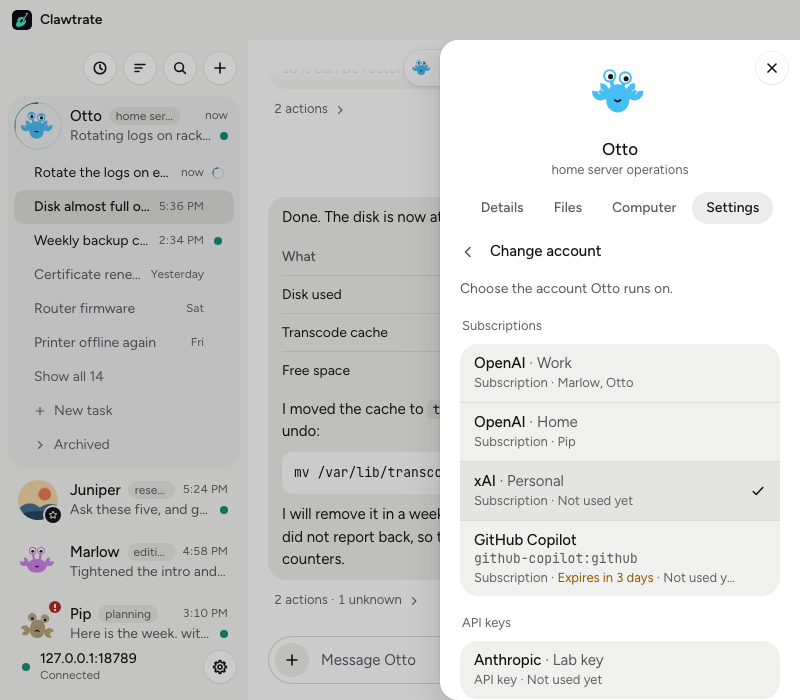 Clawtrate
Otto
home ser...
now
Rotating logs on rack...
Rotate the logs on e...
now
Disk almost full o...
5:36 PM
Weekly backup c...
2:34 PM
Certificate rene...
Yesterday
Router firmware
Sat
Printer offline again
Fri
Show all 14
+ New task
Archived
Juniper
rese...
5:24 PM
Ask these five, and g...
Marlow
editi...
4:58 PM
Tightened the intro and...
Pip
planning
3:10 PM
Here is the week. wit...
127.0.0.1:18789
Connected
2 actions
Done. The disk is now at
What
Disk used
Transcode cache
Free space
I moved the cache to
undo:
mv /var/lib/transco
I will remove it in a week
did not report back, so t
counters.
2 actions · 1 unknown
Message Otto
Otto
home server operations
Details
Files
Computer
Settings
Change account
Choose the account Otto runs on.
Subscriptions
OpenAI · Work
Subscription · Marlow, Otto
OpenAI · Home
Subscription · Pip
xAI · Personal
Subscription · Not used yet
GitHub Copilot
github-copilot:github
Subscription · Expires in 3 days · Not used y...
API keys
Anthropic · Lab key
API key · Not used yet